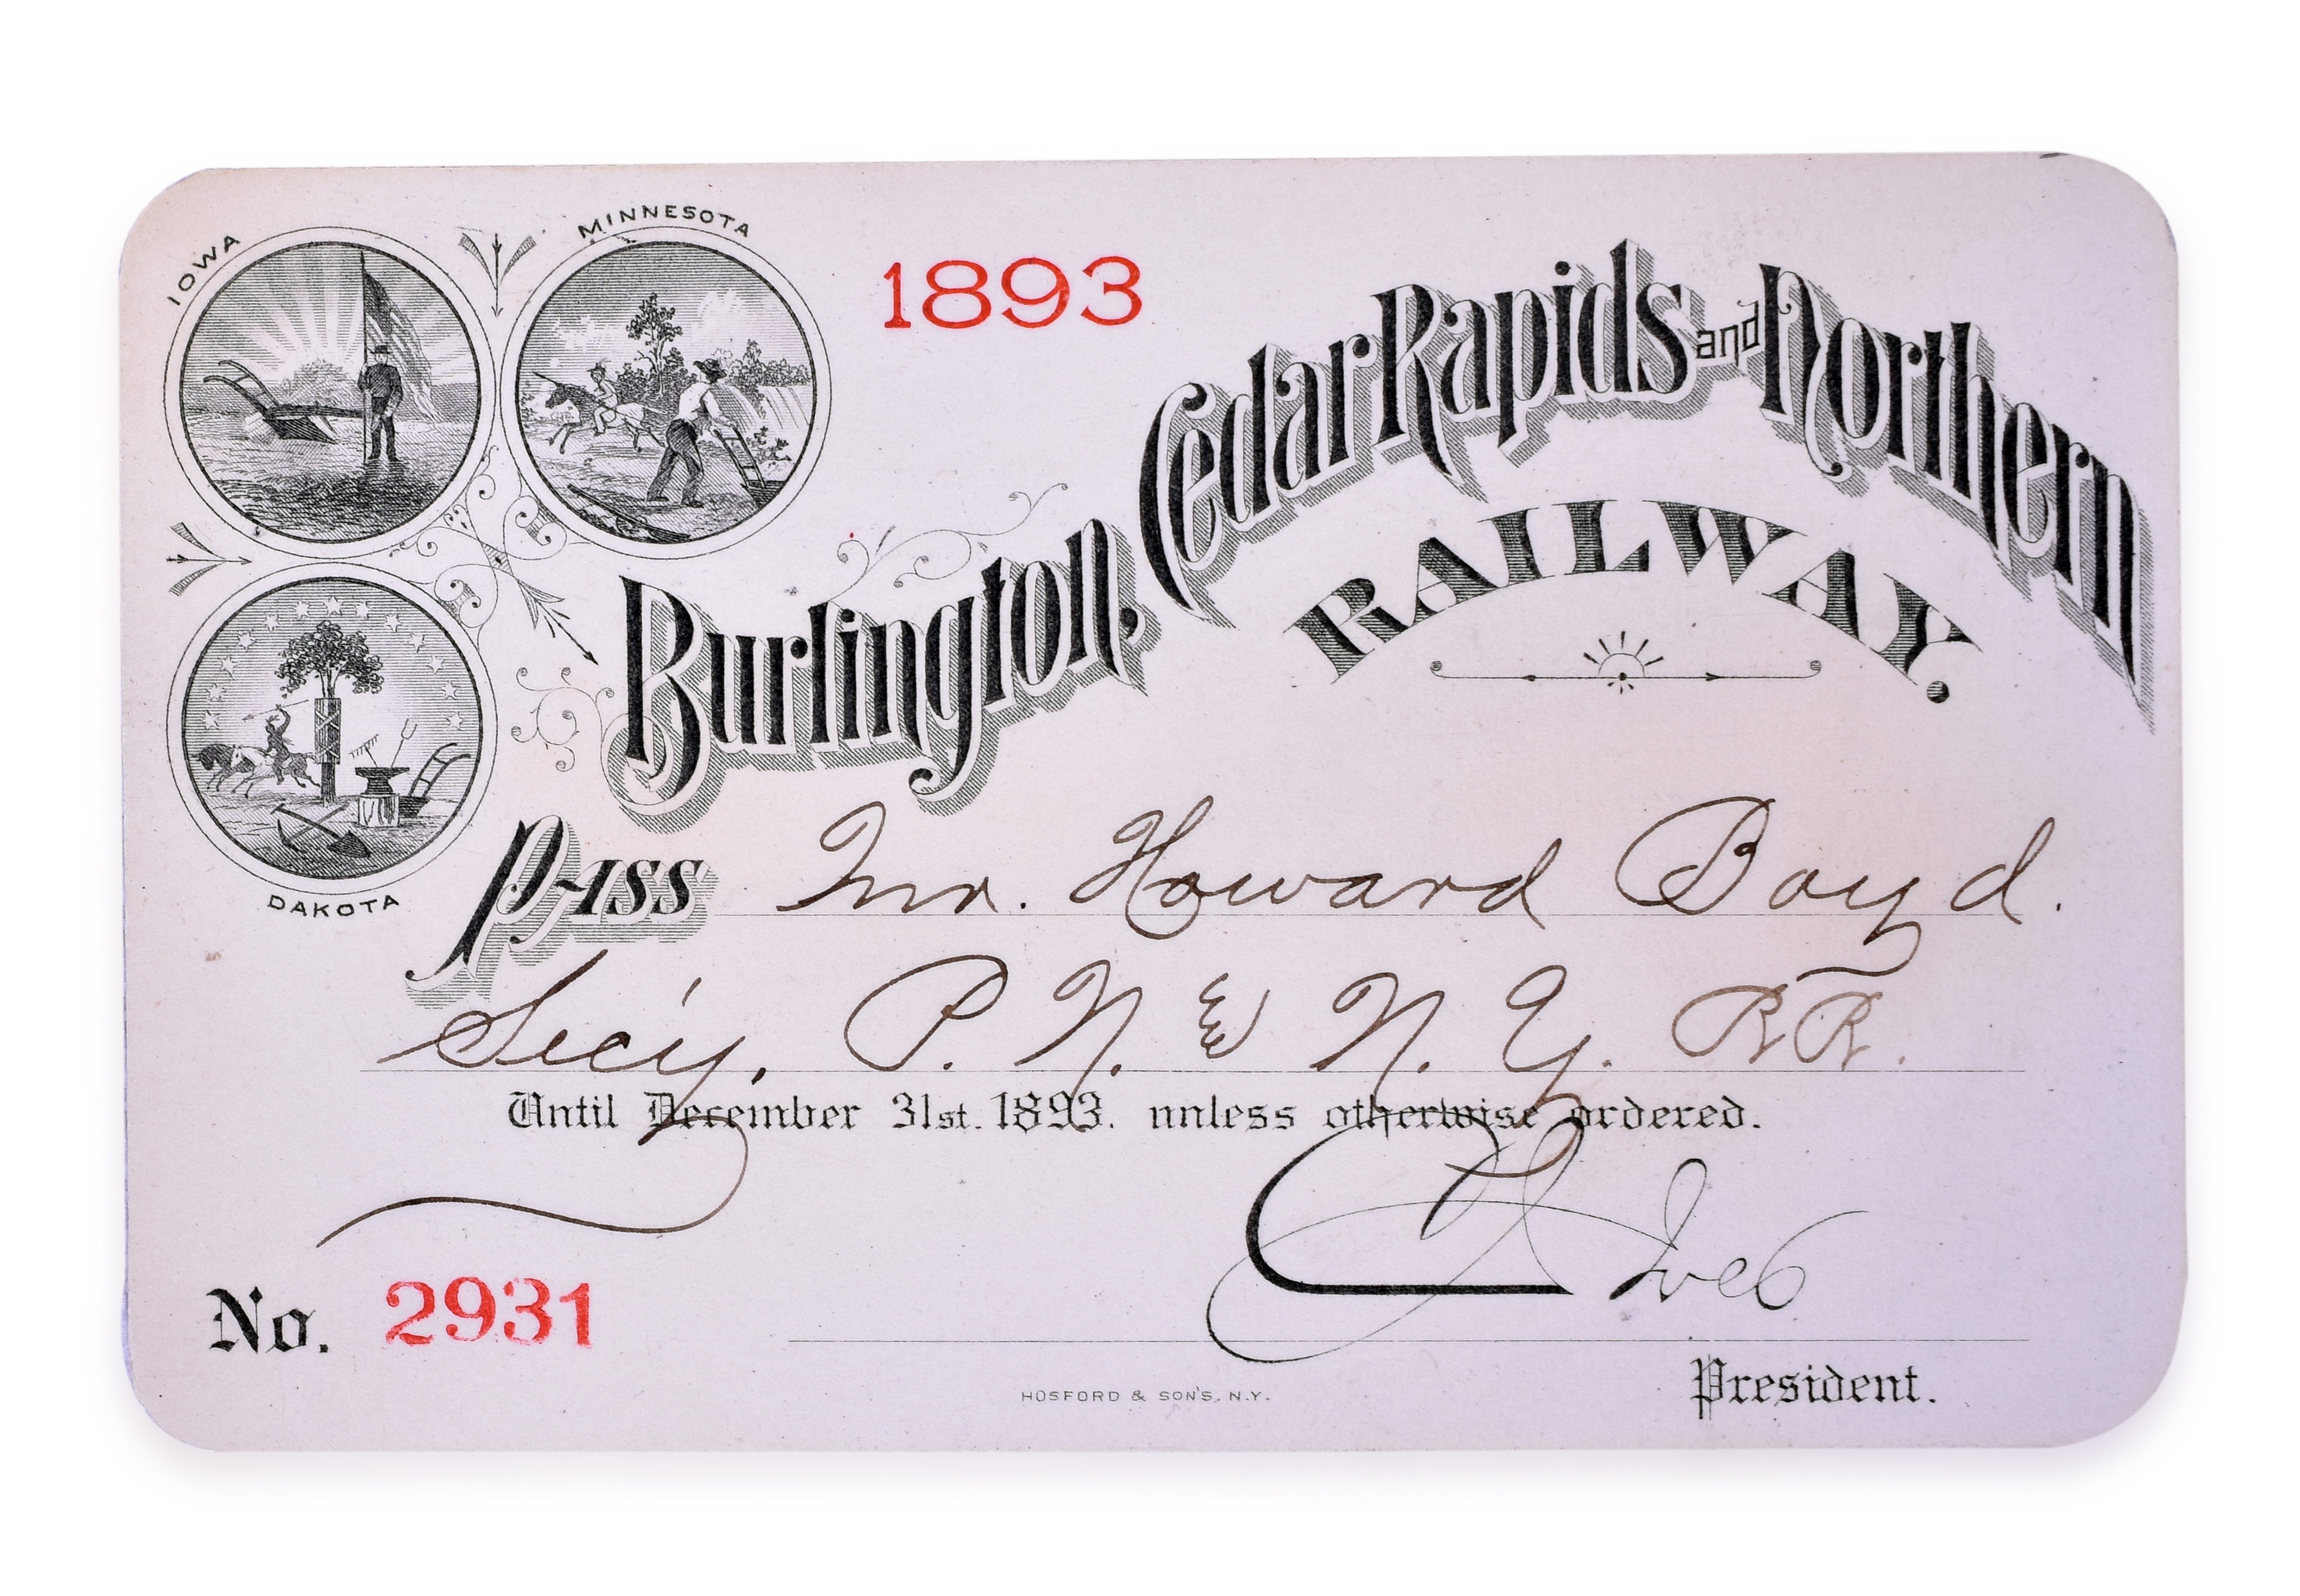 IOWA
MINNESOTA
DAKOTA
1893
Burlington, Cedar Rapids and Northern
RAILWAY.
Pass Mr. Howard Boyd.
Secy, P. N. & N. Y. RR.
Until December 31st. 1893. unless otherwise ordered.
C J Ives
President.
No. 2931
HOSFORD & SON'S, N.Y.